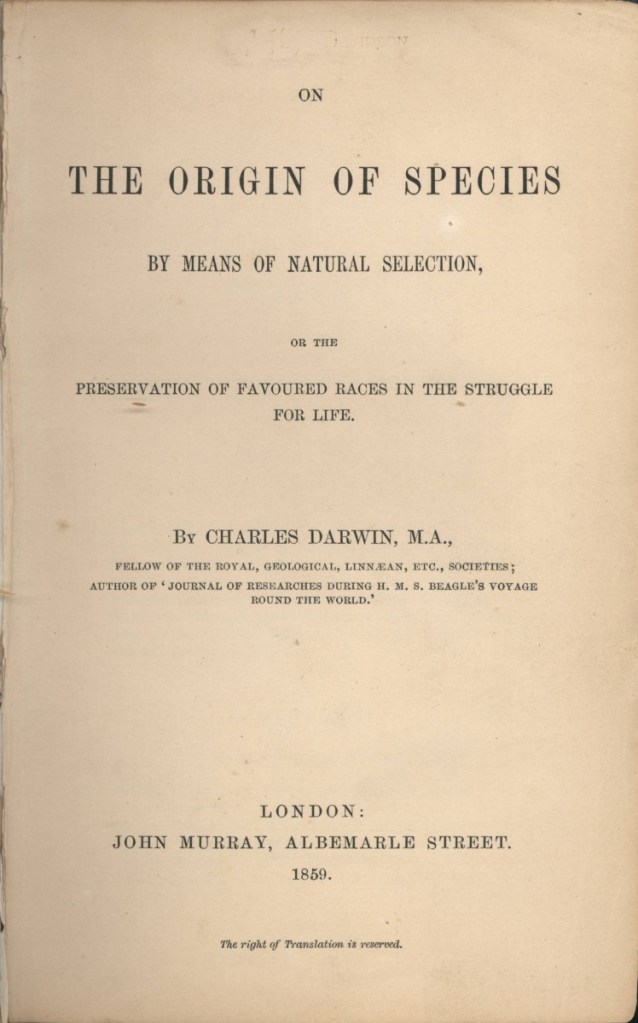 ON
THE ORIGIN OF SPECIES
BY MEANS OF NATURAL SELECTION,
OR THE
PRESERVATION OF FAVOURED RACES IN THE STRUGGLE
FOR LIFE.
BY CHARLES DARWIN, M.A.,
FELLOW OF THE ROYAL, GEOLOGICAL, LINNÆAN, ETC., SOCIETIES;
AUTHOR OF ‘JOURNAL OF RESEARCHES DURING H. M. S. BEAGLE’S VOYAGE
ROUND THE WORLD.’
LONDON:
JOHN MURRAY, ALBEMARLE STREET.
1859.
The right of Translation is reserved.